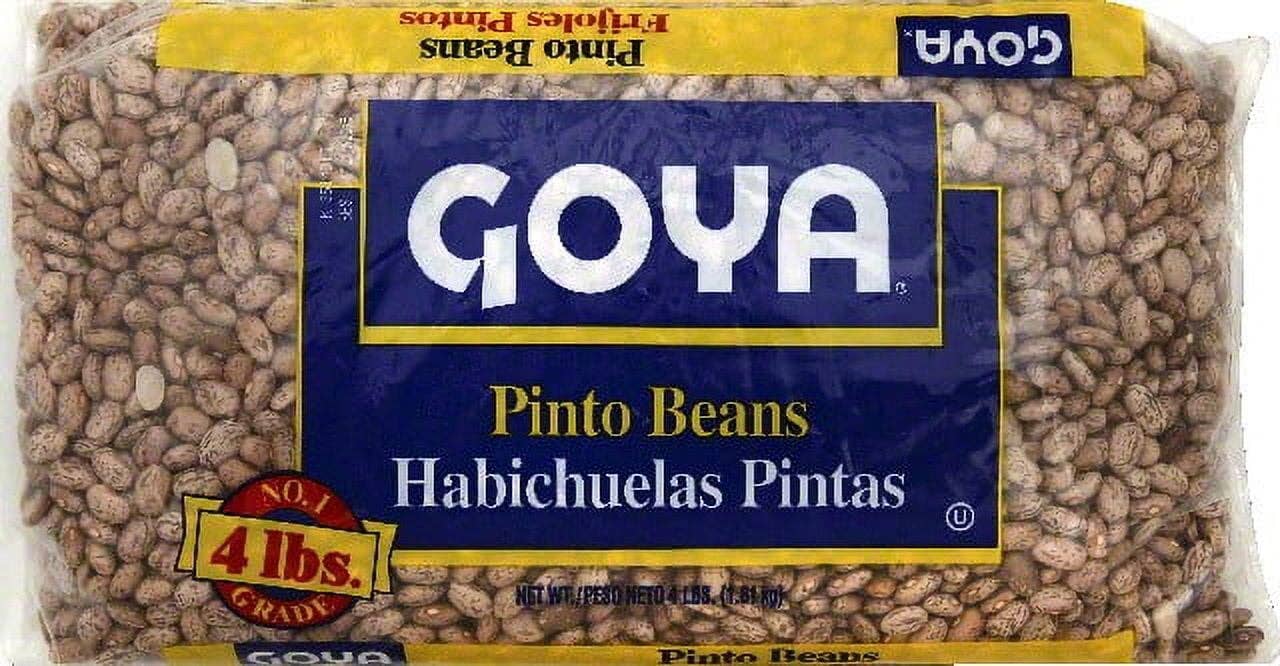 Frijoles Pintos
Pinto Beans
GOYA
GOYA
Pinto Beans
Habichuelas Pintas
U
NO. 1
4 lbs.
GRADE
NET WT./PESO NETO 4 LBS. (1.81 kg)
GOYA
Pinto Beans